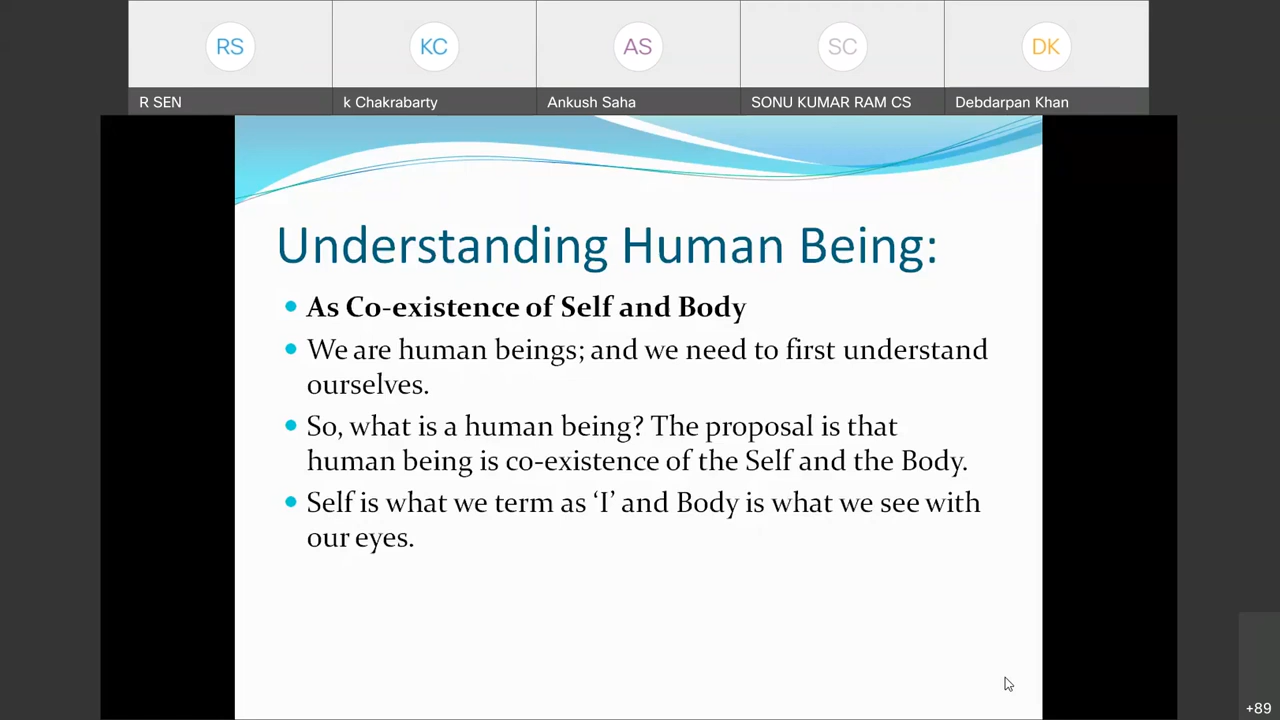 RS
KC
AS
SC
DK
R SEN
k Chakrabarty
Ankush Saha
SONU KUMAR RAM CS
Debdarpan Khan
Understanding Human Being:
As Co-existence of Self and Body
We are human beings; and we need to first understand
ourselves.
So, what is a human being? The proposal is that
human being is co-existence of the Self and the Body.
Self is what we term as ‘I’ and Body is what we see with
our eyes.
+89